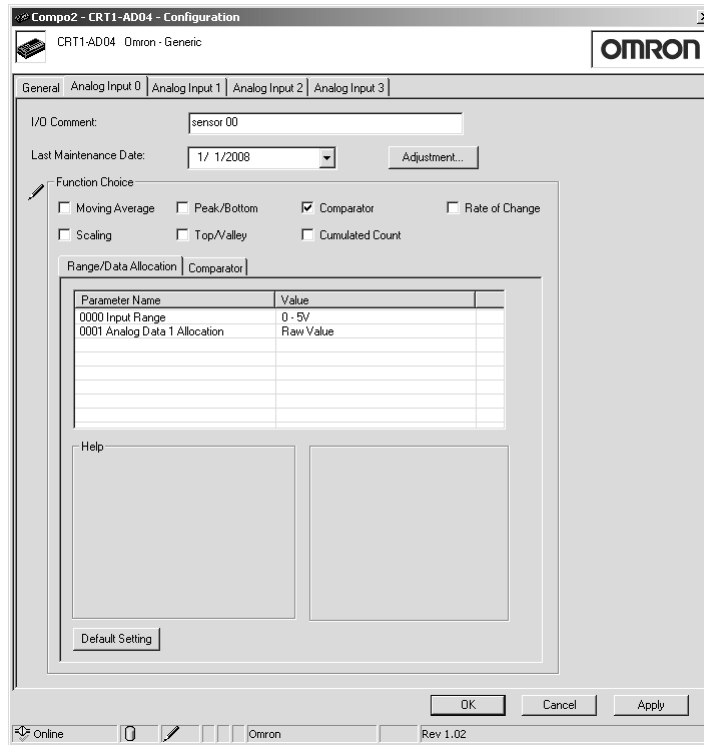 Compo2 - CRT1-AD04 - Configuration
CRT1-AD04 Omron - Generic
OMRON
General Analog Input 0 Analog Input 1 Analog Input 2 Analog Input 3
I/O Comment: sensor 00
Last Maintenance Date: 1/ 1/2008 Adjustment...
Function Choice
Moving Average Peak/Bottom Comparator Rate of Change
Scaling Top/Valley Cumulated Count
Range/Data Allocation Comparator
Parameter Name Value
0000 Input Range 0 - 5V
0001 Analog Data 1 Allocation Raw Value
Help
Default Setting
OK Cancel Apply
Online Omron Rev 1.02